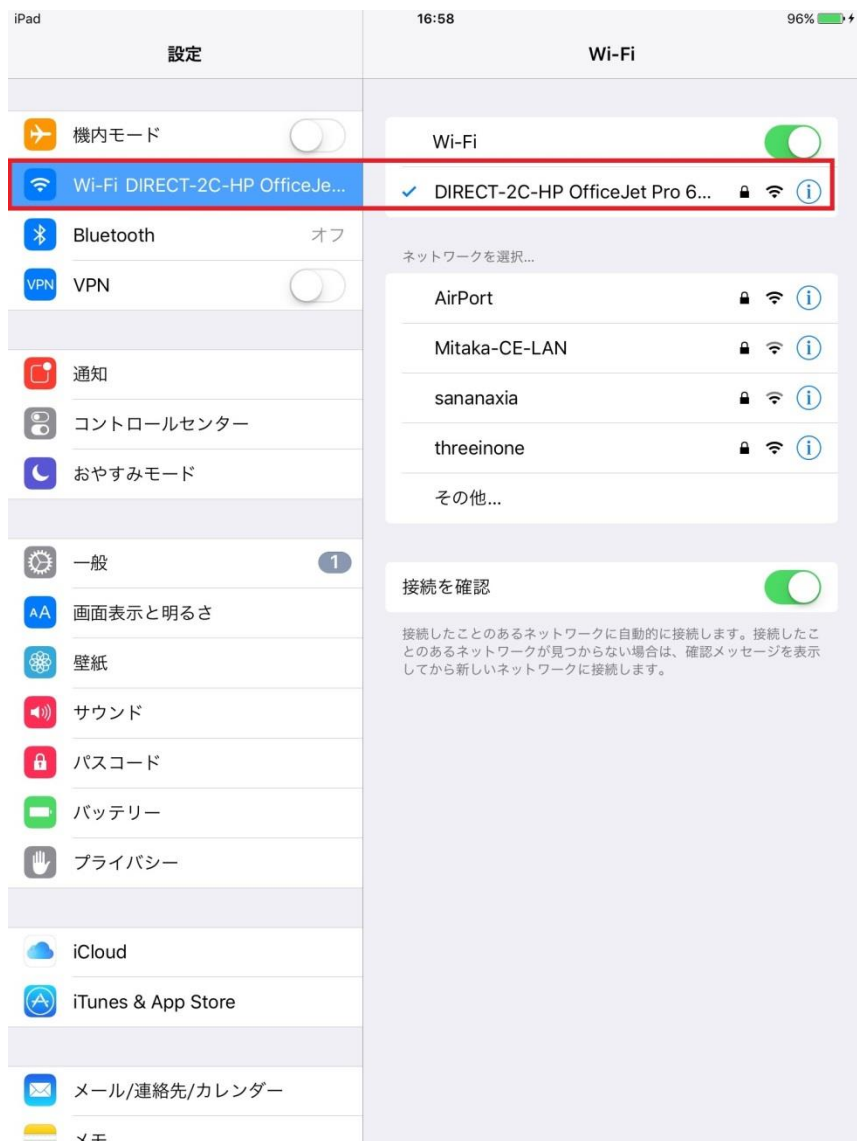 iPad
16:58
96%
設定
Wi-Fi
機内モード
Wi-Fi DIRECT-2C-HP OfficeJe...
Bluetooth オフ
VPN VPN
通知
コントロールセンター
おやすみモード
一般 1
AA 画面表示と明るさ
壁紙
サウンド
パスコード
バッテリー
プライバシー
iCloud
iTunes & App Store
メール/連絡先/カレンダー
メモ
Wi-Fi
DIRECT-2C-HP OfficeJet Pro 6...
ネットワークを選択...
AirPort
Mitaka-CE-LAN
sananaxia
threeinone
その他...
接続を確認
接続したことのあるネットワークに自動的に接続します。接続したこ
とのあるネットワークが見つからない場合は、確認メッセージを表示
してから新しいネットワークに接続します。